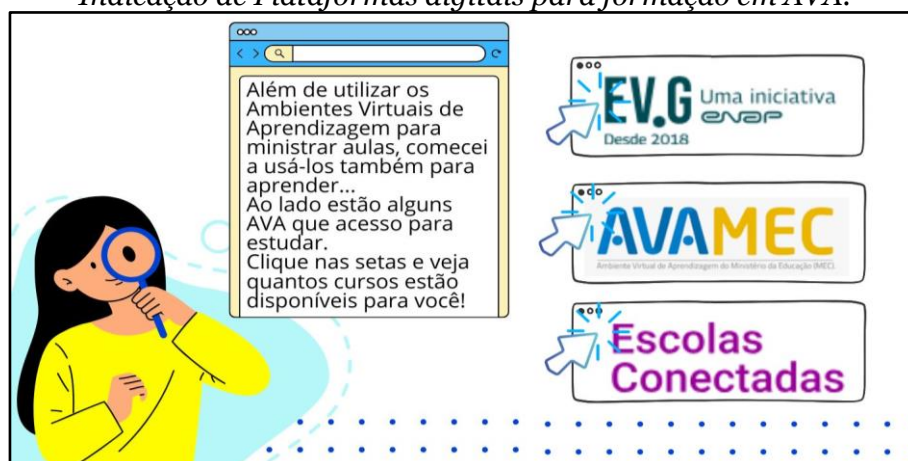 Indicação de Plataformas digitais para formação em AVA.
Além de utilizar os
Ambientes Virtuais de
Aprendizagem para
ministrar aulas, comecei
a usá-los também para
aprender...
Ao lado estão alguns
AVA que acesso para
estudar.
Clique nas setas e veja
quantos cursos estão
disponíveis para você!
EV.G Uma iniciativa
enap
Desde 2018
AVAMEC
Ambiente Virtual de Aprendizagem do Ministério da Educação (MEC).
Escolas
Conectadas